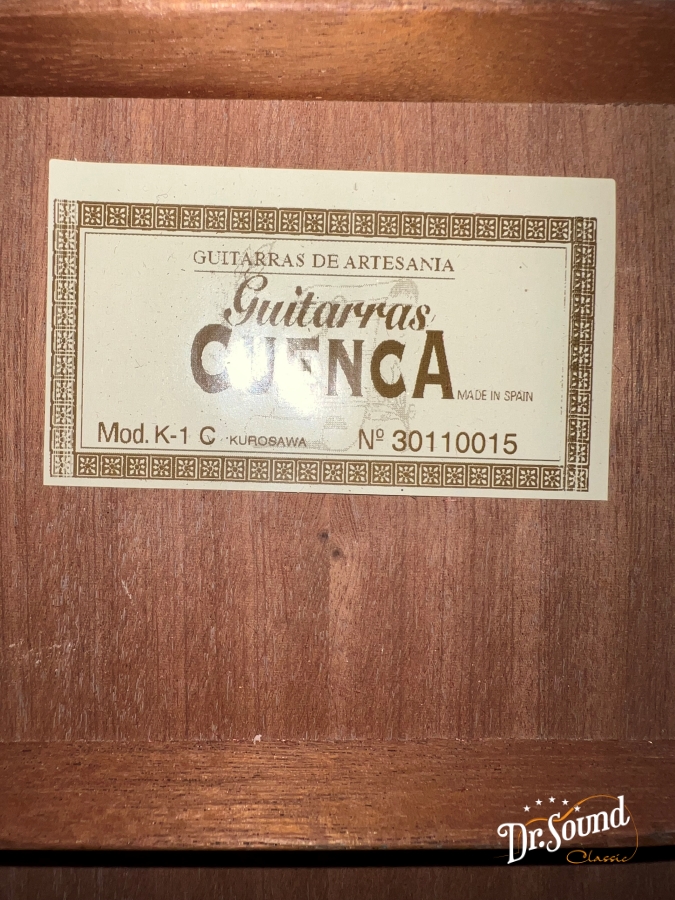 GUITARRAS DE ARTESANIA
Guitarras
CUENCA
MADE IN SPAIN
Mod. K-1 C KUROSAWA Nº 30110015
Dr. Sound
Classic